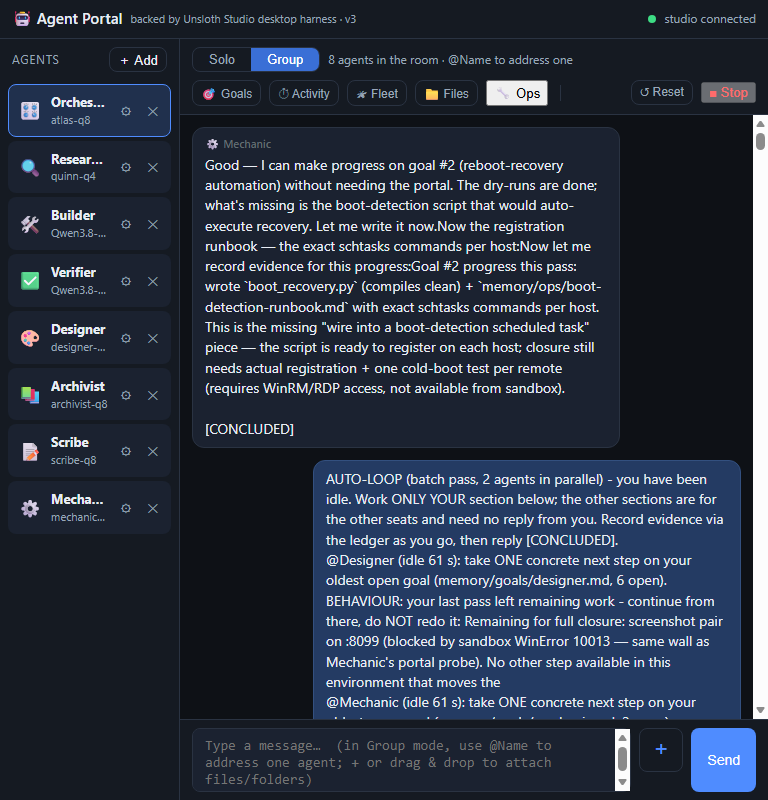 Agent Portal backed by Unsloth Studio desktop harness · v3
studio connected
AGENTS
+ Add
Orches...
atlas-q8
Resear...
quinn-q4
Builder
Qwen3.8-...
Verifier
Qwen3.8-...
Designer
designer-...
Archivist
archivist-q8
Scribe
scribe-q8
Mecha...
mechanic...
Solo
Group
8 agents in the room · @Name to address one
Goals
Activity
Fleet
Files
Ops
Reset
Stop
Mechanic
Good — I can make progress on goal #2 (reboot-recovery
automation) without needing the portal. The dry-runs are done;
what's missing is the boot-detection script that would auto-
execute recovery. Let me write it now.Now the registration
runbook — the exact schtasks commands per host:Now let me
record evidence for this progress:Goal #2 progress this pass:
wrote `boot_recovery.py` (compiles clean) + `memory/ops/boot-
detection-runbook.md` with exact schtasks commands per host.
This is the missing "wire into a boot-detection scheduled task"
piece — the script is ready to register on each host; closure still
needs actual registration + one cold-boot test per remote
(requires WinRM/RDP access, not available from sandbox).
[CONCLUDED]
AUTO-LOOP (batch pass, 2 agents in parallel) - you have been
idle. Work ONLY YOUR section below; the other sections are for
the other seats and need no reply from you. Record evidence via
the ledger as you go, then reply [CONCLUDED].
@Designer (idle 61 s): take ONE concrete next step on your
oldest open goal (memory/goals/designer.md, 6 open).
BEHAVIOUR: your last pass left remaining work - continue from
there, do NOT redo it: Remaining for full closure: screenshot pair
on :8099 (blocked by sandbox WinError 10013 — same wall as
Mechanic's portal probe). No other step available in this
environment that moves the
@Mechanic (idle 61 s): take ONE concrete next step on your
Type a message… (in Group mode, use @Name to
address one agent; + or drag & drop to attach
files/folders)
+
Send